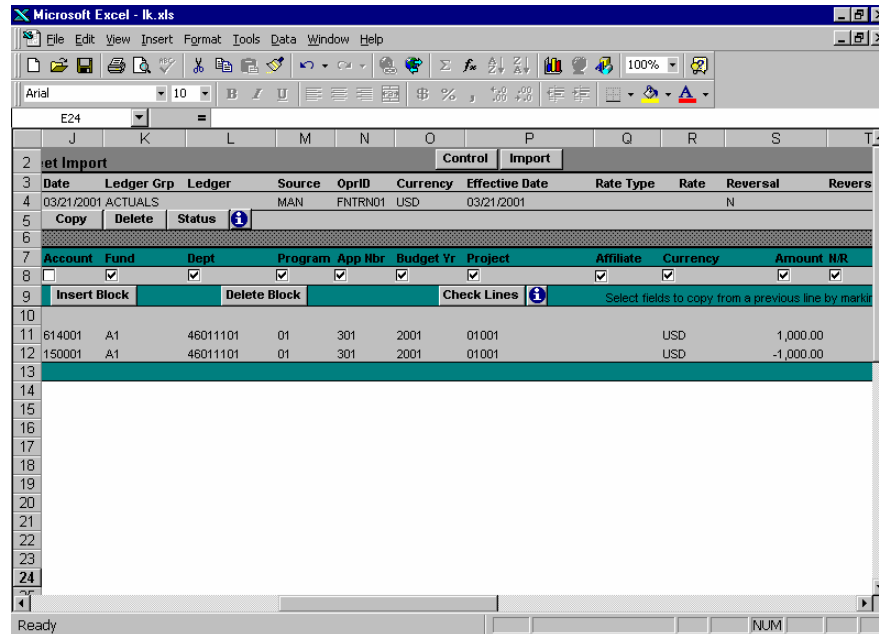 Microsoft Excel - lk.xls
File Edit View Insert Format Tools Data Window Help
100%
Arial 10 B I U $ % ,
E24 =
J K L M N O P Q R S T
2 et Import Control Import
3 Date Ledger Grp Ledger Source OprID Currency Effective Date Rate Type Rate Reversal Revers
4 03/21/2001 ACTUALS MAN FNTRN01 USD 03/21/2001 N
5 Copy Delete Status
6
7 Account Fund Dept Program App Nbr Budget Yr Project Affiliate Currency Amount N/R
8
9 Insert Block Delete Block Check Lines Select fields to copy from a previous line by markin
10
11 614001 A1 46011101 01 301 2001 01001 USD 1,000.00
12 150001 A1 46011101 01 301 2001 01001 USD -1,000.00
13
14
15
16
17
18
19
20
21
22
23
24
Ready NUM